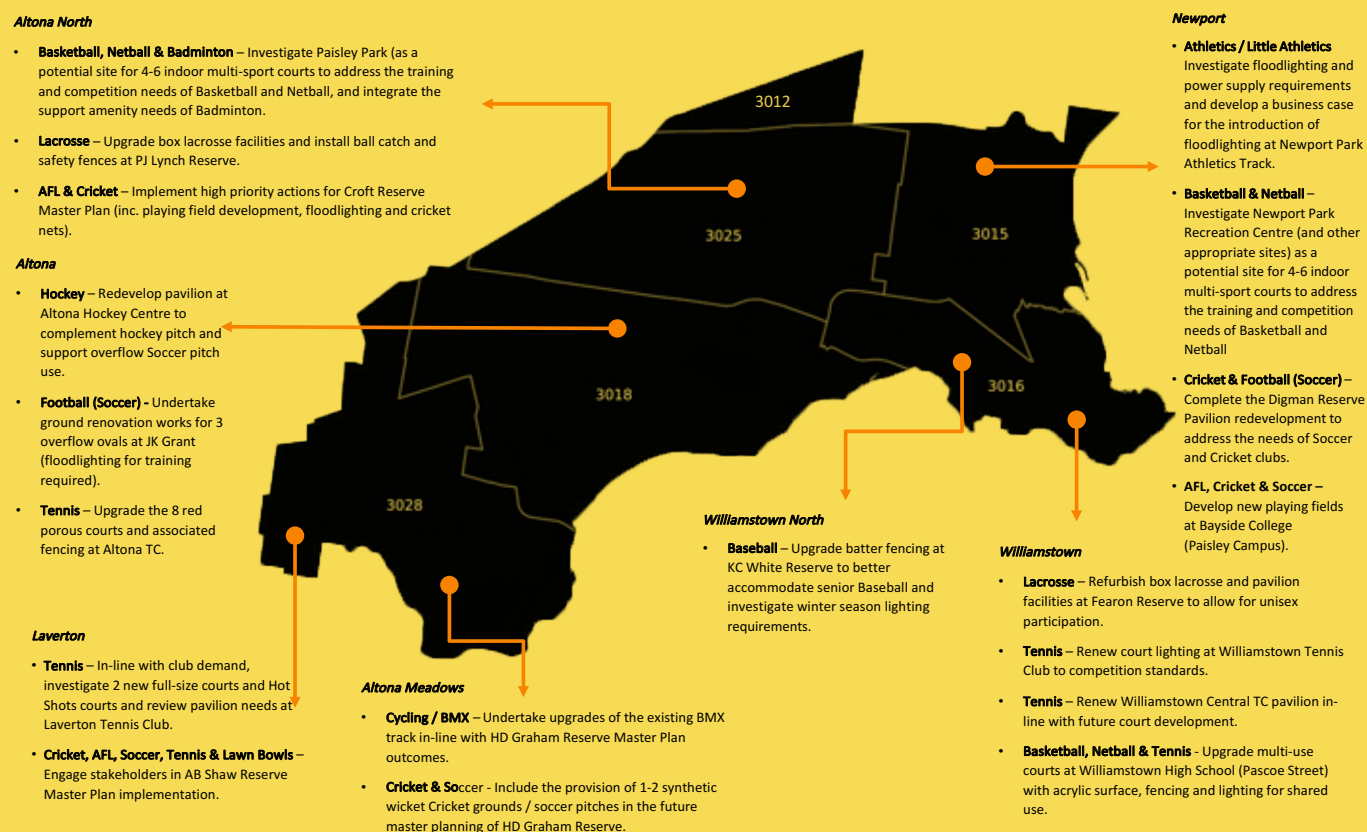 Altona North
• Basketball, Netball & Badminton – Investigate Paisley Park (as a
potential site for 4-6 indoor multi-sport courts to address the training
and competition needs of Basketball and Netball, and integrate the
support amenity needs of Badminton.
• Lacrosse – Upgrade box lacrosse facilities and install ball catch and
safety fences at PJ Lynch Reserve.
• AFL & Cricket – Implement high priority actions for Croft Reserve
Master Plan (inc. playing field development, floodlighting and cricket
nets).
Altona
• Hockey – Redevelop pavilion at
Altona Hockey Centre to
complement hockey pitch and
support overflow Soccer pitch
use.
• Football (Soccer) - Undertake
ground renovation works for 3
overflow ovals at JK Grant
(floodlighting for training
required).
• Tennis – Upgrade the 8 red
porous courts and associated
fencing at Altona TC.
Laverton
• Tennis – In-line with club demand,
investigate 2 new full-size courts and Hot
Shots courts and review pavilion needs at
Laverton Tennis Club.
• Cricket, AFL, Soccer, Tennis & Lawn Bowls –
Engage stakeholders in AB Shaw Reserve
Master Plan implementation.
3012
3025
3015
3018
3016
3028
Altona Meadows
• Cycling / BMX – Undertake upgrades of the existing BMX
track in-line with HD Graham Reserve Master Plan
outcomes.
• Cricket & Soccer - Include the provision of 1-2 synthetic
wicket Cricket grounds / soccer pitches in the future
master planning of HD Graham Reserve.
Williamstown North
• Baseball – Upgrade batter fencing at
KC White Reserve to better
accommodate senior Baseball and
investigate winter season lighting
requirements.
Newport
• Athletics / Little Athletics
Investigate floodlighting and
power supply requirements
and develop a business case
for the introduction of
floodlighting at Newport Park
Athletics Track.
• Basketball & Netball –
Investigate Newport Park
Recreation Centre (and other
appropriate sites) as a
potential site for 4-6 indoor
multi-sport courts to address
the training and competition
needs of Basketball and
Netball
• Cricket & Football (Soccer) –
Complete the Digman Reserve
Pavilion redevelopment to
address the needs of Soccer
and Cricket clubs.
• AFL, Cricket & Soccer –
Develop new playing fields
at Bayside College
(Paisley Campus).
Williamstown
• Lacrosse – Refurbish box lacrosse and pavilion
facilities at Fearon Reserve to allow for unisex
participation.
• Tennis – Renew court lighting at Williamstown Tennis
Club to competition standards.
• Tennis – Renew Williamstown Central TC pavilion in-
line with future court development.
• Basketball, Netball & Tennis - Upgrade multi-use
courts at Williamstown High School (Pascoe Street)
with acrylic surface, fencing and lighting for shared
use.